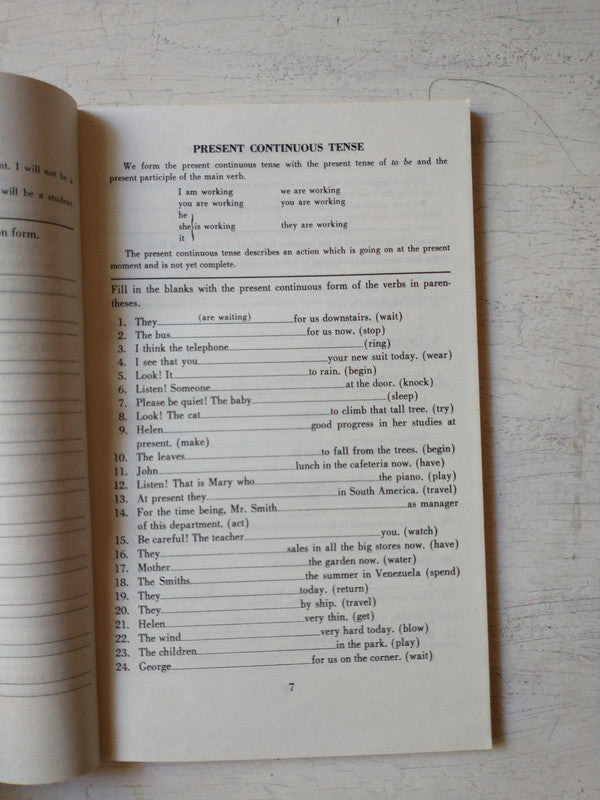 nt. I will not be a
will be a student.
on form.
PRESENT CONTINUOUS TENSE
We form the present continuous tense with the present tense of to be and the
present participle of the main verb.
I am working we are working
you are working you are working
he
she is working they are working
it
The present continuous tense describes an action which is going on at the present
moment and is not yet complete.
Fill in the blanks with the present continuous form of the verbs in paren-
theses.
1. They (are waiting) for us downstairs. (wait)
2. The bus for us now. (stop)
3. I think the telephone (ring)
4. I see that you your new suit today. (wear)
5. Look! It to rain. (begin)
6. Listen! Someone at the door. (knock)
7. Please be quiet! The baby (sleep)
8. Look! The cat to climb that tall tree. (try)
9. Helen good progress in her studies at
present. (make)
10. The leaves to fall from the trees. (begin)
11. John lunch in the cafeteria now. (have)
12. Listen! That is Mary who the piano. (play)
13. At present they in South America. (travel)
14. For the time being, Mr. Smith as manager
of this department. (act)
15. Be careful! The teacher you. (watch)
16. They sales in all the big stores now. (have)
17. Mother the garden now. (water)
18. The Smiths the summer in Venezuela (spend)
19. They today. (return)
20. They by ship. (travel)
21. Helen very thin. (get)
22. The wind very hard today. (blow)
23. The children in the park. (play)
24. George for us on the corner. (wait)
7